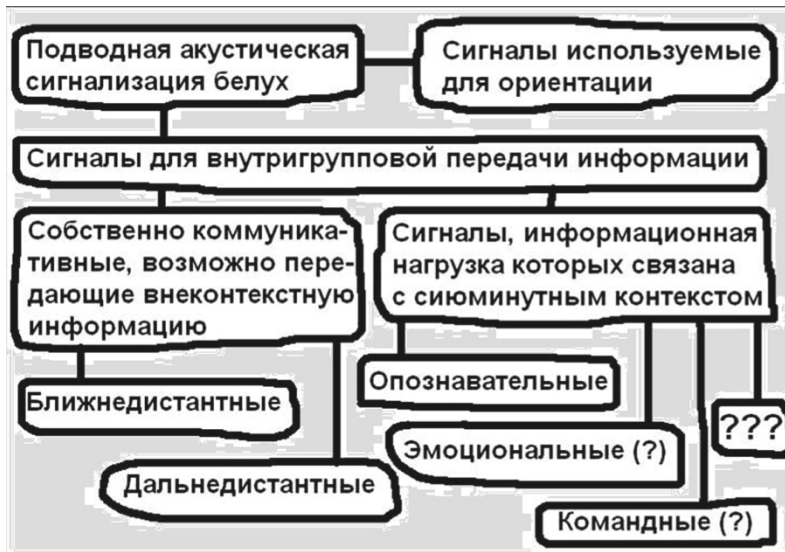 Подводная акустическая
сигнализация белух
Сигналы используемые
для ориентации
Сигналы для внутригрупповой передачи информации
Собственно коммуника-
тивные, возможно пере-
дающие внеконтекстную
информацию
Сигналы, информационная
нагрузка которых связана
с сиюминутным контекстом
Ближнедистантные
Дальнедистантные
Опознавательные
Эмоциональные (?)
Командные (?)
???